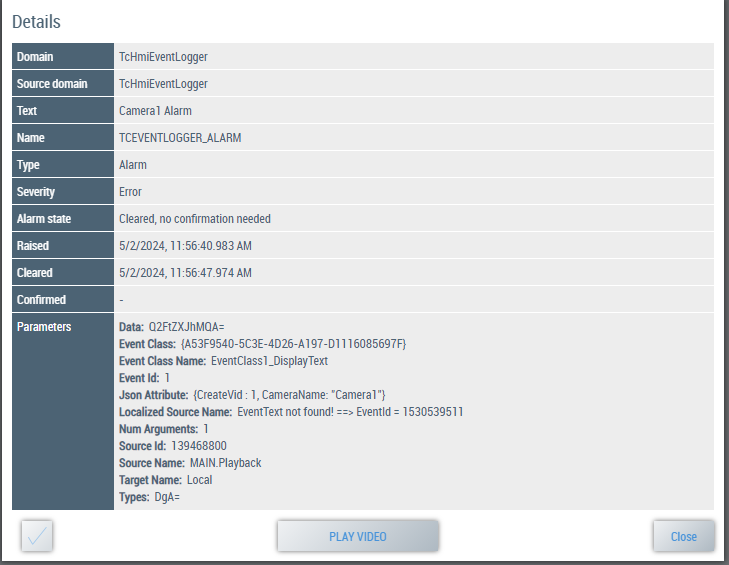 Details
Domain TcHmiEventLogger
Source domain TcHmiEventLogger
Text Camera1 Alarm
Name TCEVENTLOGGER_ALARM
Type Alarm
Severity Error
Alarm state Cleared, no confirmation needed
Raised 5/2/2024, 11:56:40.983 AM
Cleared 5/2/2024, 11:56:47.974 AM
Confirmed -
Parameters Data: Q2FtZXJhMQA=
Event Class: {A53F9540-5C3E-4D26-A197-D1116085697F}
Event Class Name: EventClass1_DisplayText
Event Id: 1
Json Attribute: {CreateVid : 1, CameraName: "Camera1"}
Localized Source Name: EventText not found! ==> EventId = 1530539511
Num Arguments: 1
Source Id: 139468800
Source Name: MAIN.Playback
Target Name: Local
Types: DgA=
PLAY VIDEO Close